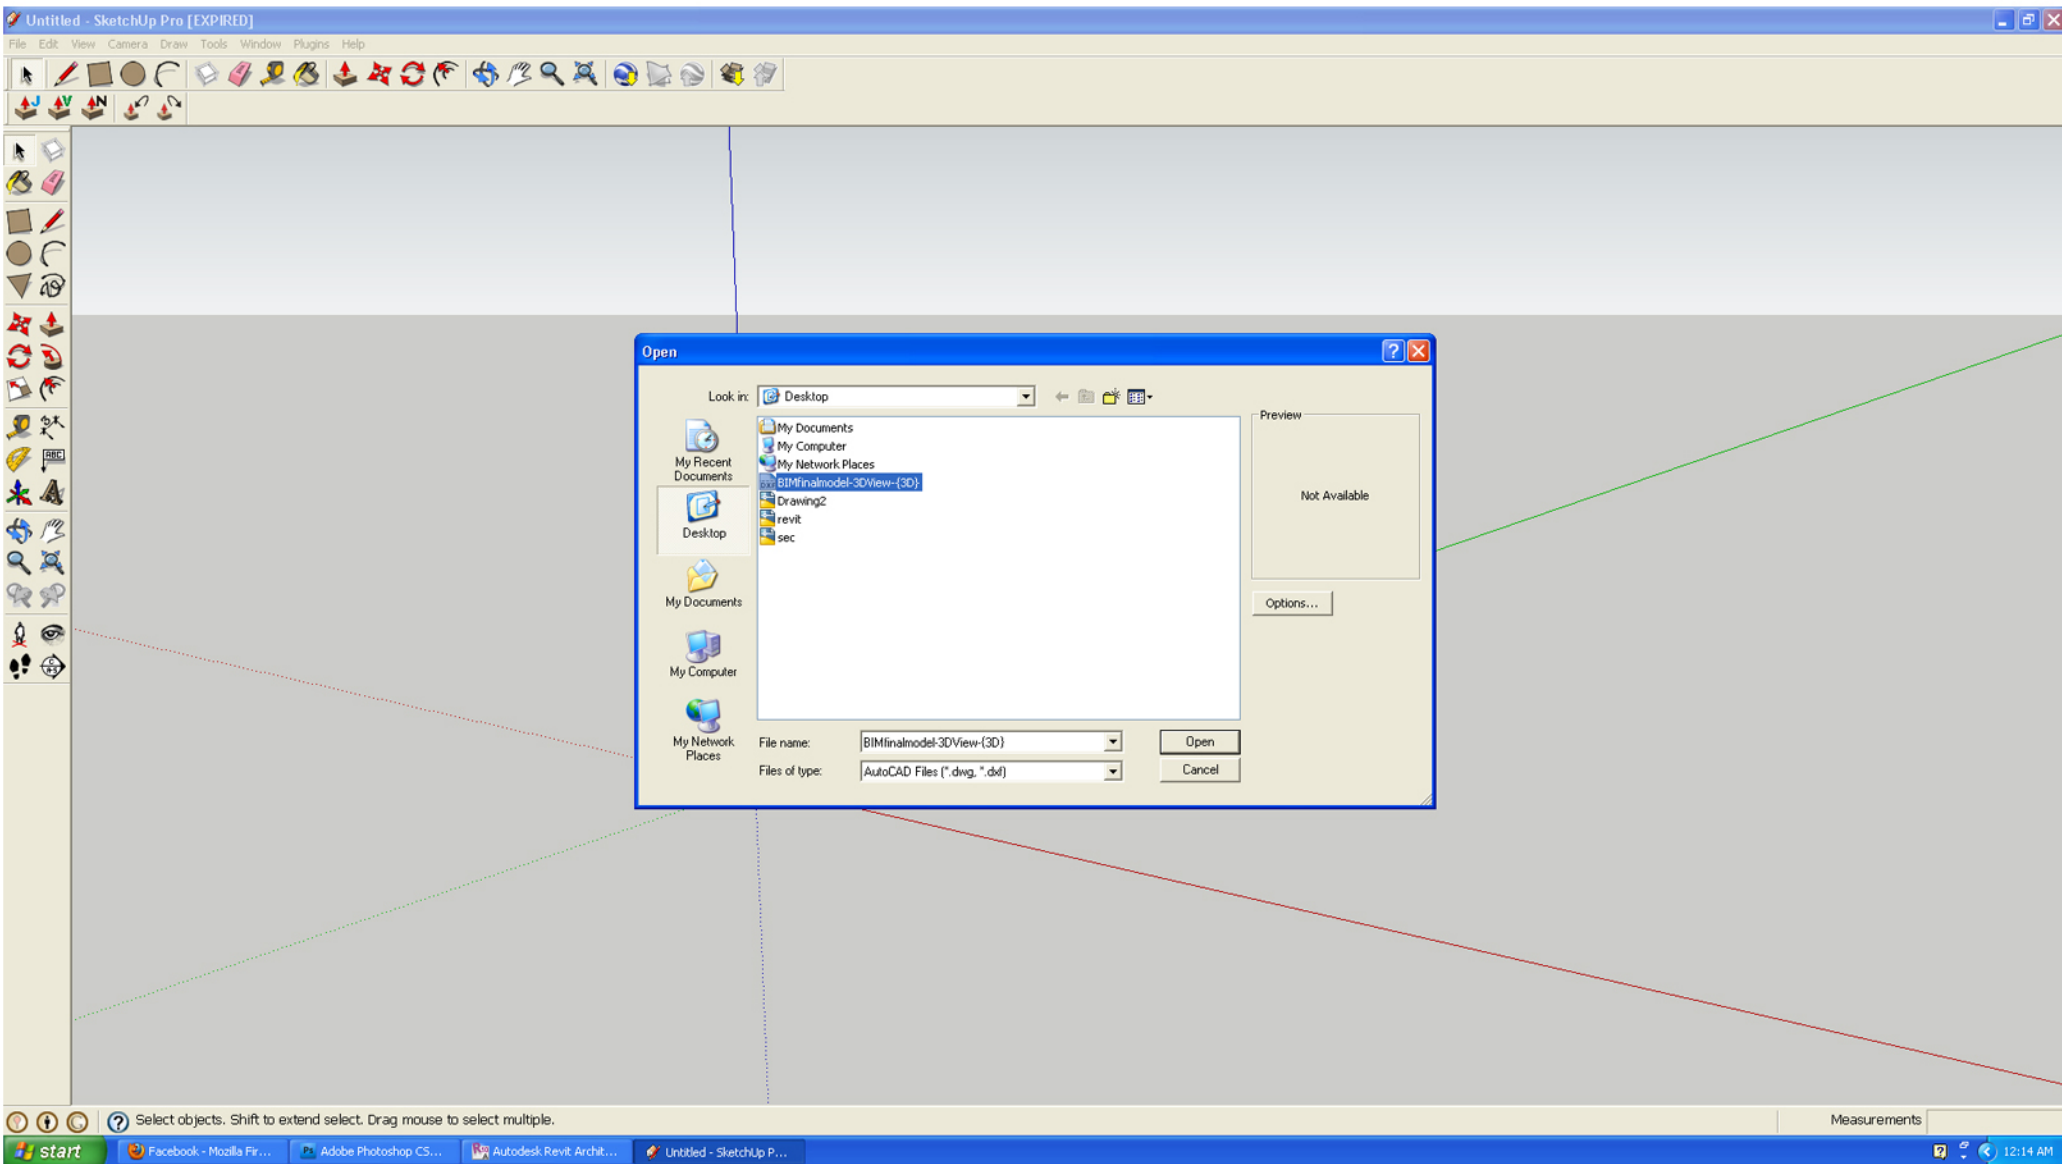 Untitled - SketchUp Pro [EXPIRED]
File Edit View Camera Draw Tools Window Plugins Help
J V N
ABC
Open
Look in: Desktop
My Recent Documents
Desktop
My Documents
My Computer
My Network Places
My Documents
My Computer
My Network Places
BIMfinalmodel-3DView-{3D}
Drawing2
revit
sec
Preview
Not Available
Options...
File name: BIMfinalmodel-3DView-{3D}
Open
Files of type: AutoCAD Files (*.dwg, *.dxf)
Cancel
Select objects. Shift to extend select. Drag mouse to select multiple.
Measurements
start
Facebook - Mozilla Fir...
Adobe Photoshop CS...
Autodesk Revit Archit...
Untitled - SketchUp P...
12:14 AM